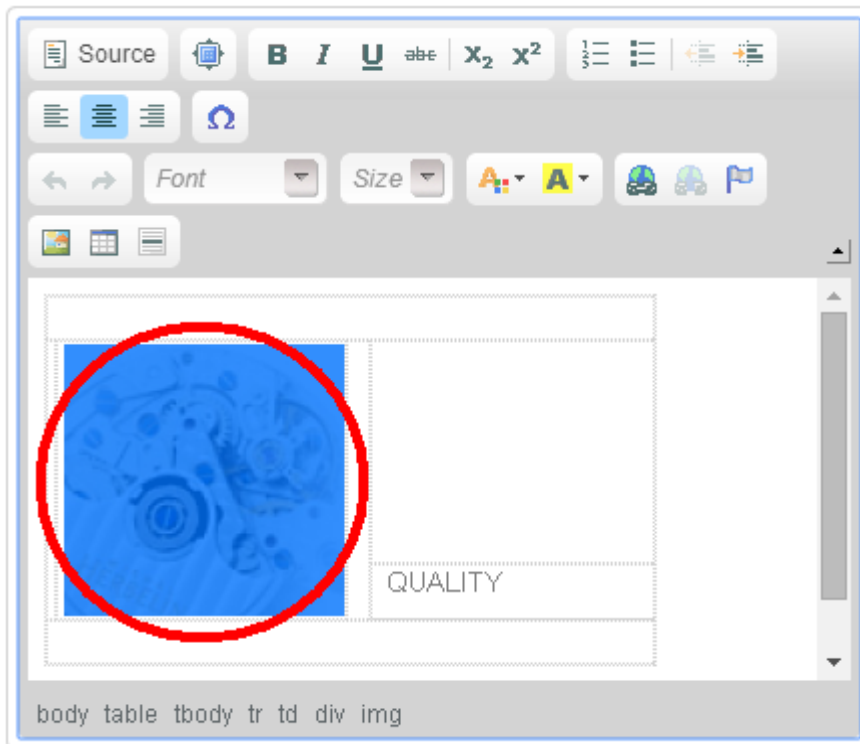 Source B I U abc X₂ X²
Font Size A A
QUALITY
body table tbody tr td div img